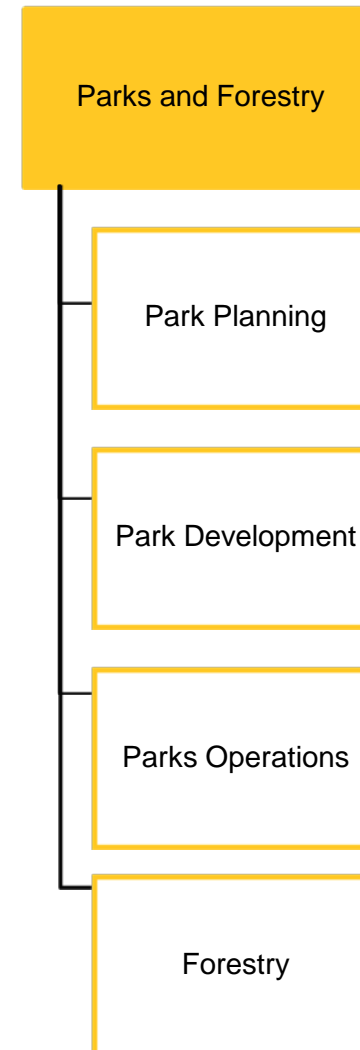 Parks and Forestry
Park Planning
Park Development
Parks Operations
Forestry